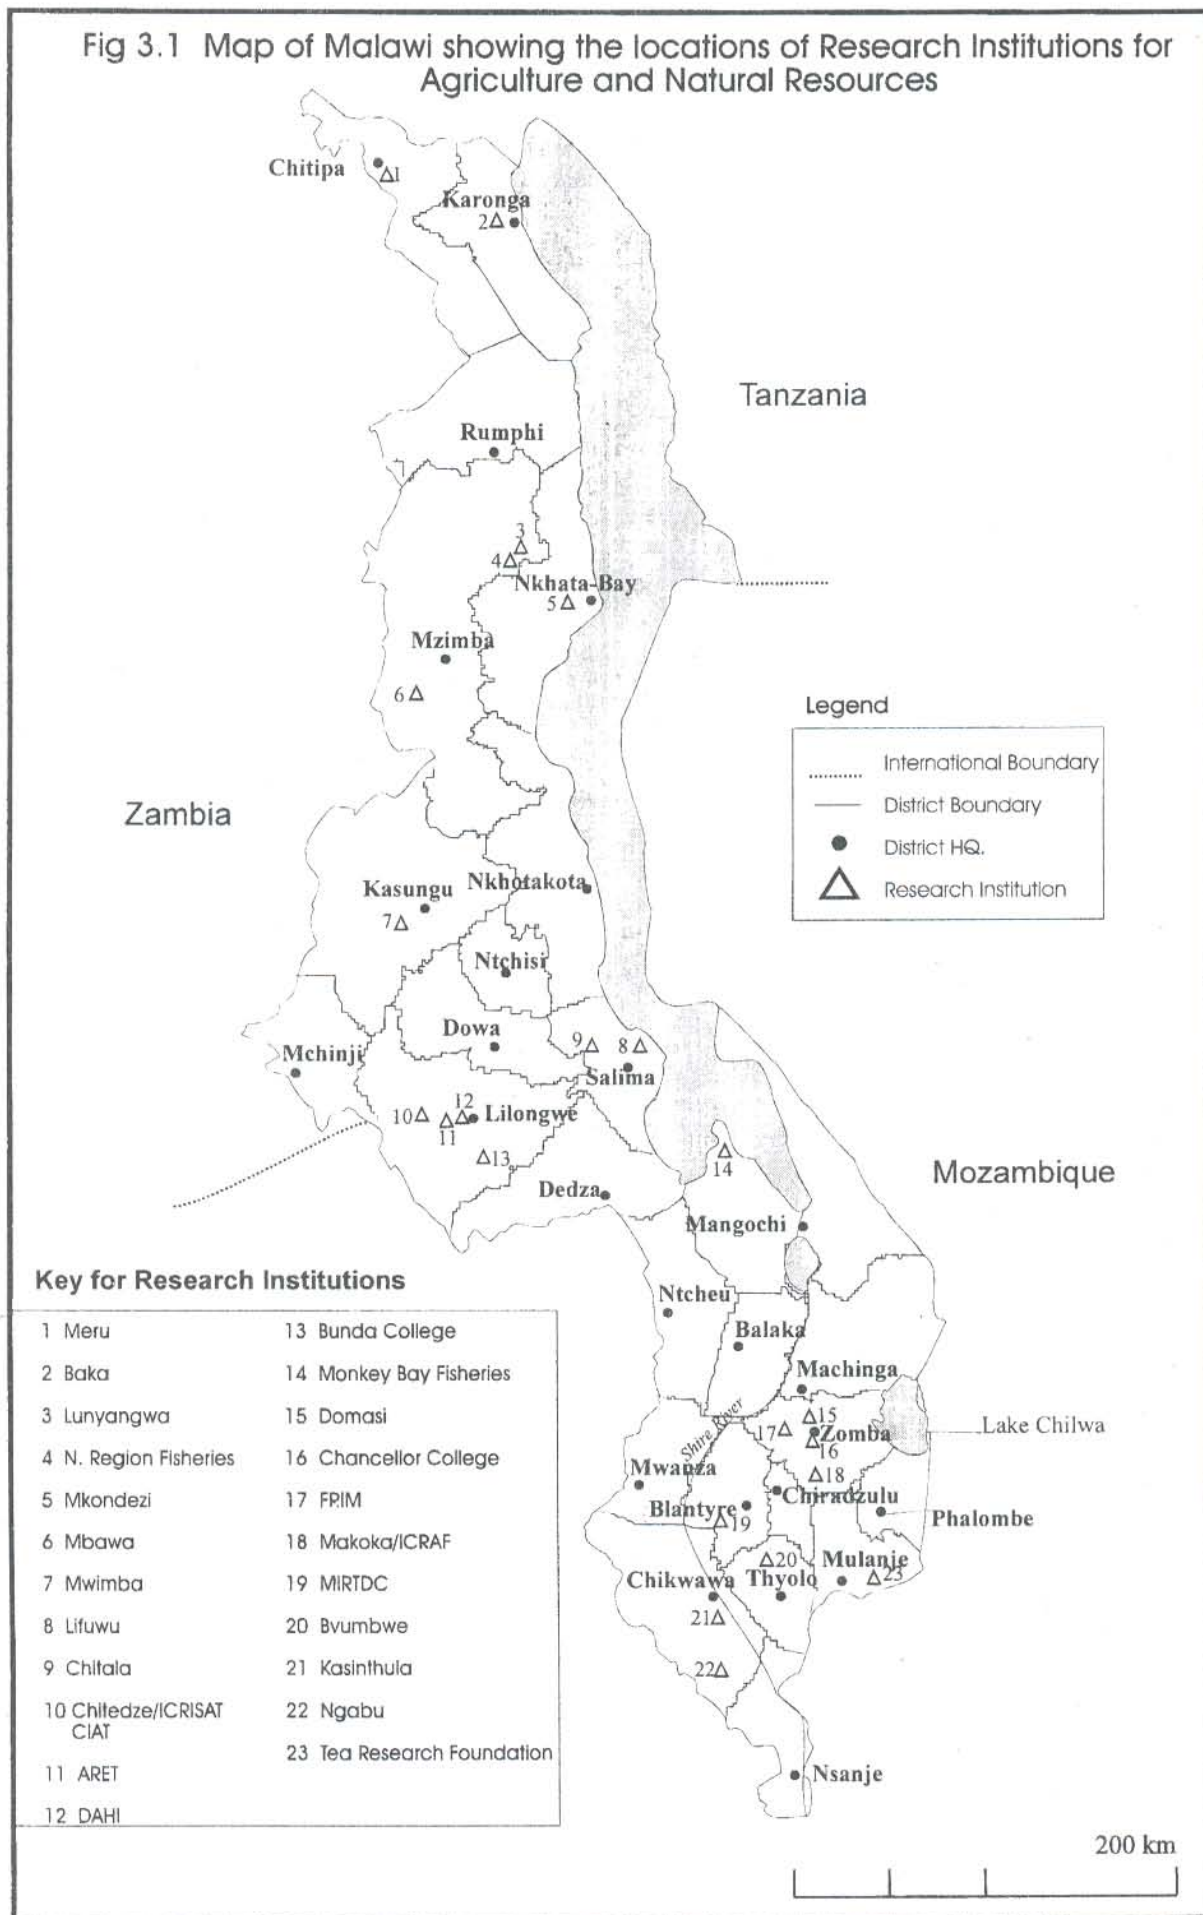 Fig 3.1 Map of Malawi showing the locations of Research Institutions for
Agriculture and Natural Resources
Chitipa
1
Karonga
2
Tanzania
Rumphi
3
4
Nkhata-Bay
5
Mzimba
6
Legend
International Boundary
District Boundary
District HQ.
Research Institution
Zambia
Kasungu
Nkhotakota
7
Ntchisi
Dowa
9
8
Mchinji
Salima
10
12
Lilongwe
11
13
14
Mozambique
Dedza
Mangochi
Ntcheu
Balaka
Machinga
15
17
Zomba
16
Lake Chilwa
Shire River
Mwanza
18
Chiradzulu
Blantyre
19
Phalombe
20
Mulanje
23
Chikwawa
Thyolo
21
22
Nsanje
Key for Research Institutions
1 Meru
2 Baka
3 Lunyangwa
4 N. Region Fisheries
5 Mkondezi
6 Mbawa
7 Mwimba
8 Lifuwu
9 Chitala
10 Chitedze/ICRISAT
CIAT
11 ARET
12 DAHI
13 Bunda College
14 Monkey Bay Fisheries
15 Domasi
16 Chancellor College
17 FRIM
18 Makoka/ICRAF
19 MIRTDC
20 Bvumbwe
21 Kasinthula
22 Ngabu
23 Tea Research Foundation
200 km